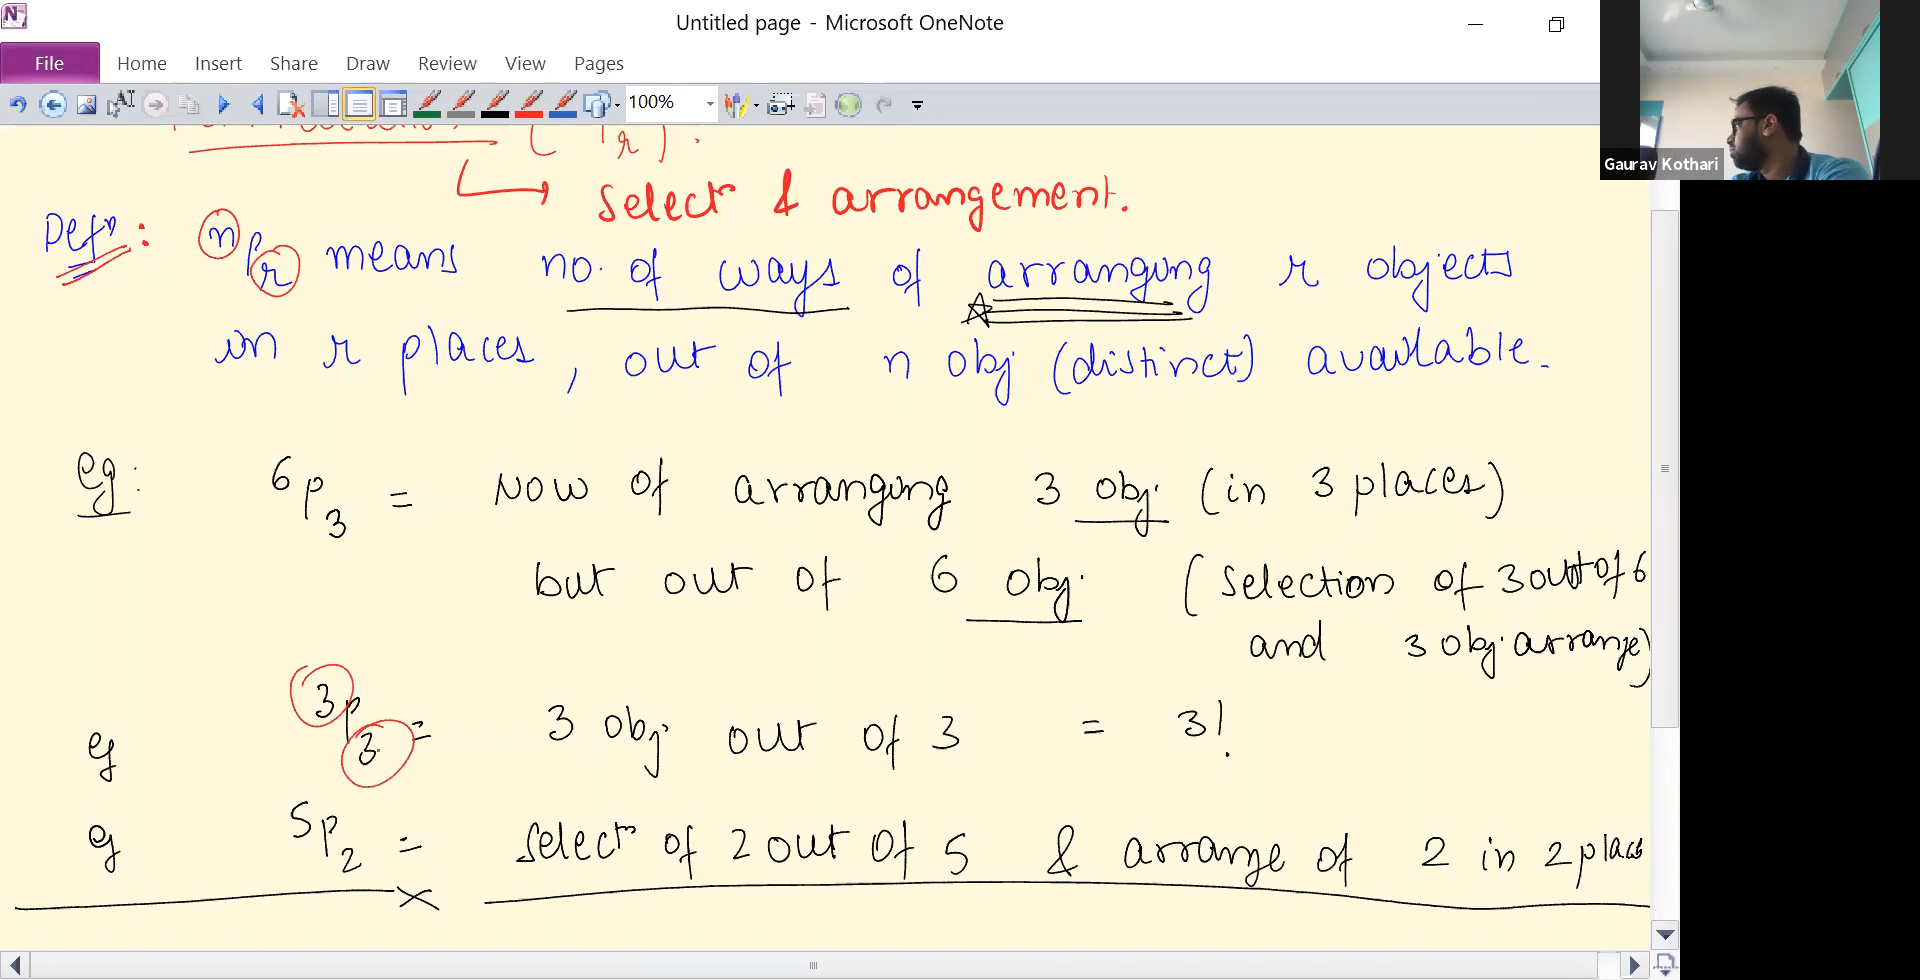 Untitled page - Microsoft OneNote
File Home Insert Share Draw Review View Pages
100%
Gaurav Kothari
Selectⁿ & arrangement.
Defⁿ : ⁿPᵣ means no. of ways of arranging r objects
in r places, out of n obj (distinct) available.
eg: ⁶P₃ = NOW of arranging 3 obj. (in 3 places)
but out of 6 obj. (selection of 3 out of 6
and 3 obj. arrange)
eg ³P₃ = 3 obj. out of 3 = 3!
eg ⁵P₂ = selectⁿ of 2 out of 5 & arrange of 2 in 2 places